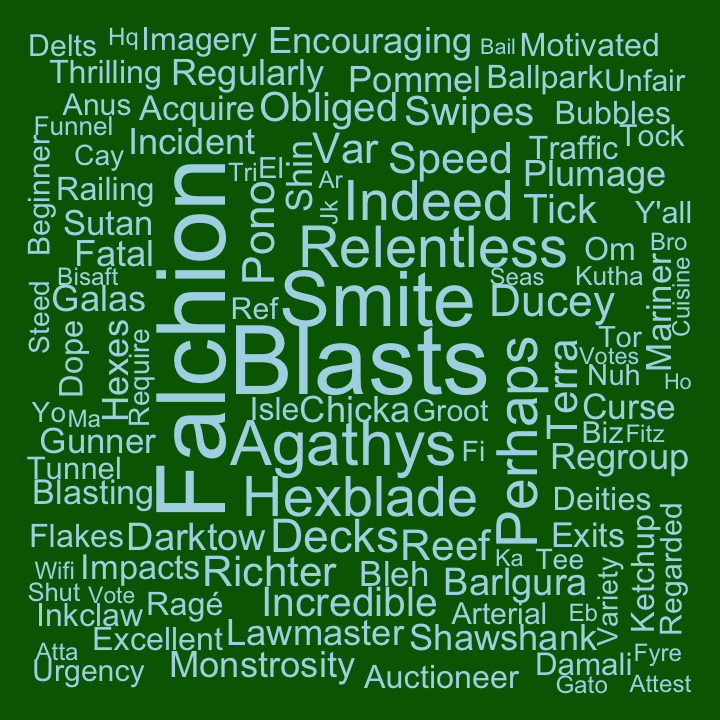 Delts Hq Imagery Encouraging Bail Motivated
Thrilling Regularly Pommel Ballpark Unfair
Anus Acquire Obliged Swipes Bubbles
Funnel Incident Var Speed Traffic Tock
Cay Tri El Shin Ar Plumage
Beginner Railing Pono Jk Indeed Tick Y'all
Sutan Falchion Relentless Om Bro
Fatal Bisaft Smite Seas Kutha Mariner Cuisine
Steed Galas Ref Ducey
Dope Hexes Require Blasts Perhaps Terra Tor
Votes Nuh Ho
Yo Ma Isle Chicka Groot Curse
Gunner Agathys Fi Biz Fitz
Tunnel Regroup
Blasting Hexblade Deities
Flakes Darktow Decks Reef Exits Ketchup Regarded
Wifi Impacts Richter Bleh Ka Tee
Shut Vote Barlgura Variety
Inkclaw Ragé Incredible Arterial Eb
Atta Excellent Lawmaster Shawshank Fyre
Urgency Monstrosity Auctioneer Damali
Gato Attest